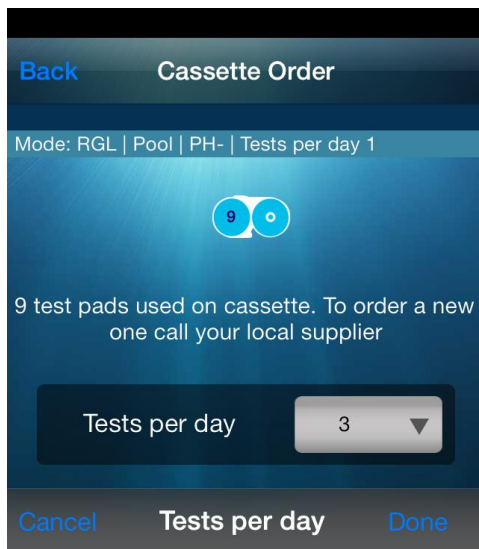 Back Cassette Order
Mode: RGL | Pool | PH- | Tests per day 1
9
9 test pads used on cassette. To order a new
one call your local supplier
Tests per day 3
Cancel Tests per day Done